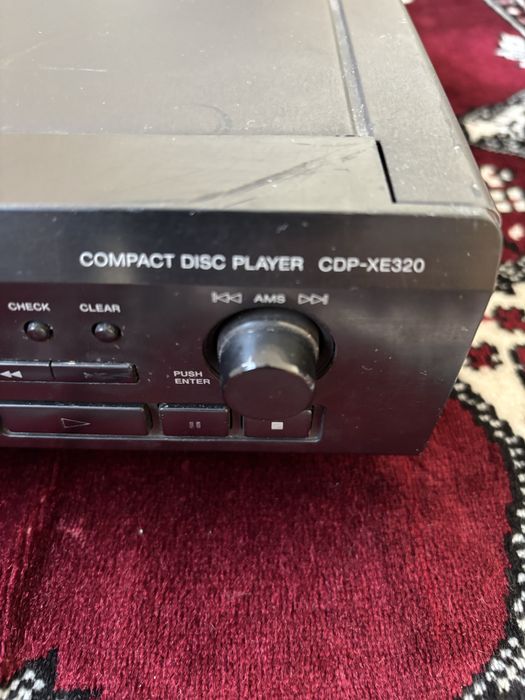 COMPACT DISC PLAYER CDP-XE320
CHECK CLEAR
AMS
PUSH
ENTER